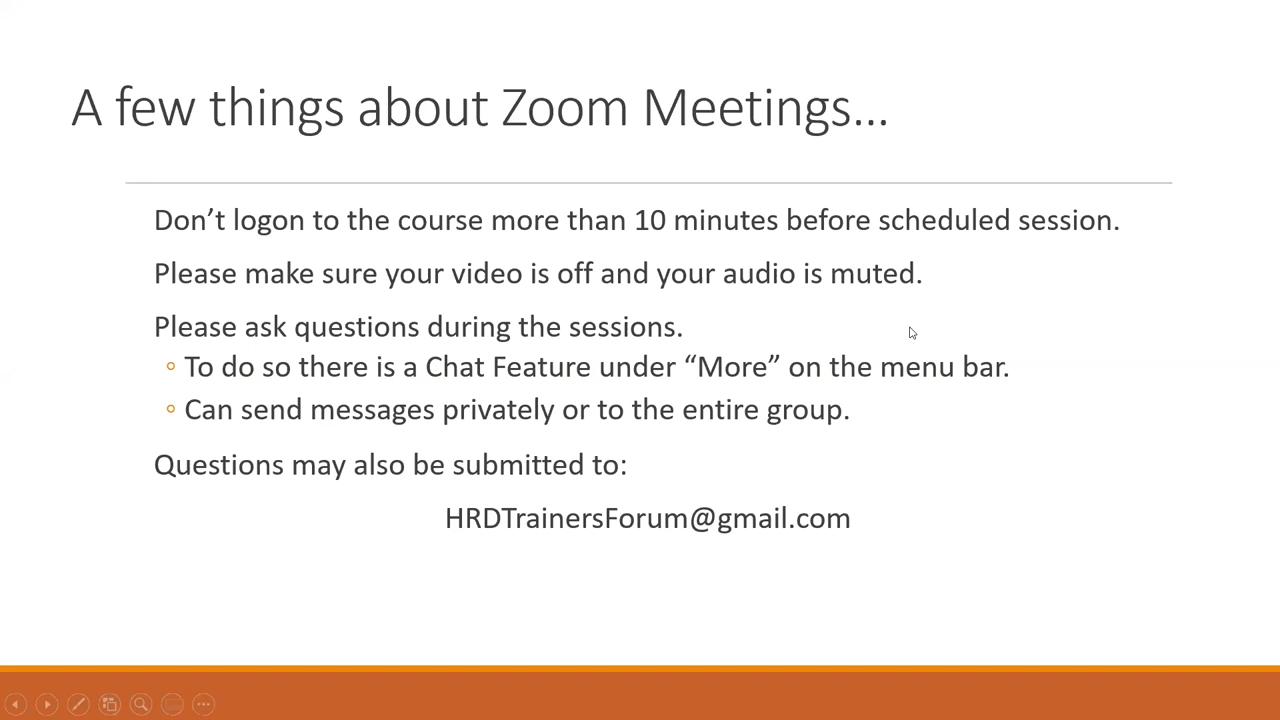 A few things about Zoom Meetings…
Don’t logon to the course more than 10 minutes before scheduled session.
Please make sure your video is off and your audio is muted.
Please ask questions during the sessions.
◦ To do so there is a Chat Feature under “More” on the menu bar.
◦ Can send messages privately or to the entire group.
Questions may also be submitted to:
HRDTrainersForum@gmail.com